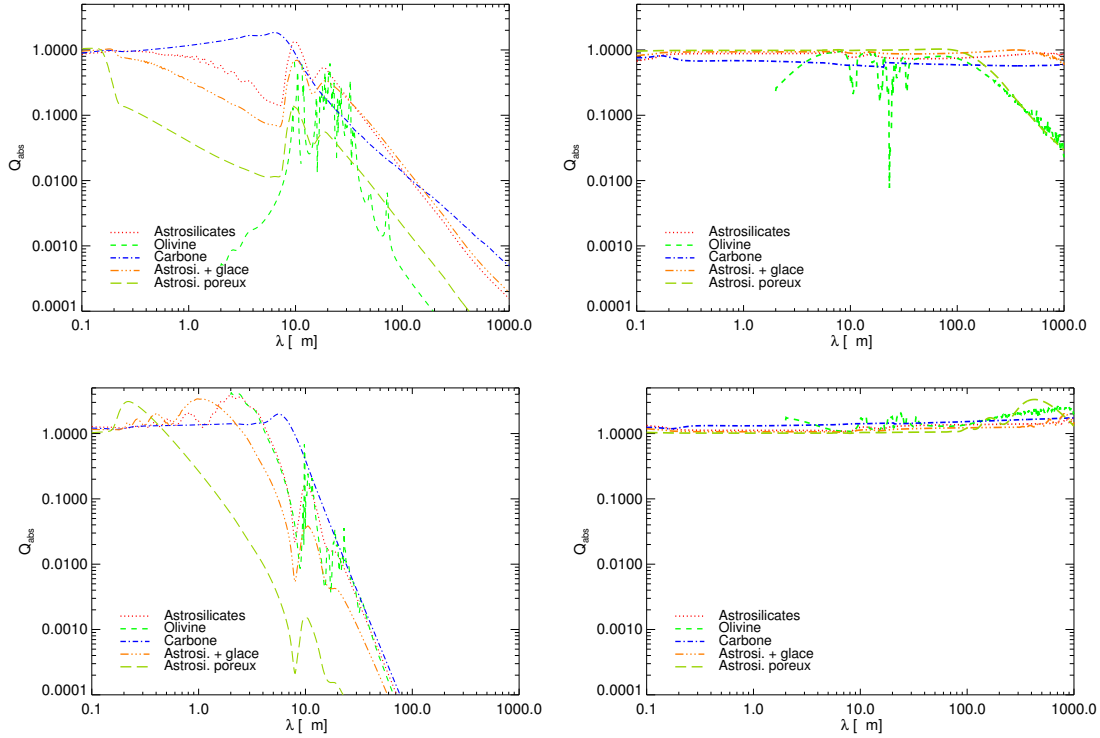 1.0000
0.1000
0.0100
0.0010
0.0001
Q_abs
Astrosilicates
Olivine
Carbone
Astrosi. + glace
Astrosi. poreux
0.1 1.0 10.0 100.0 1000.0
λ [ m]
1.0000
0.1000
0.0100
0.0010
0.0001
Q_abs
Astrosilicates
Olivine
Carbone
Astrosi. + glace
Astrosi. poreux
0.1 1.0 10.0 100.0 1000.0
λ [ m]
1.0000
0.1000
0.0100
0.0010
0.0001
Q_abs
Astrosilicates
Olivine
Carbone
Astrosi. + glace
Astrosi. poreux
0.1 1.0 10.0 100.0 1000.0
λ [ m]
1.0000
0.1000
0.0100
0.0010
0.0001
Q_abs
Astrosilicates
Olivine
Carbone
Astrosi. + glace
Astrosi. poreux
0.1 1.0 10.0 100.0 1000.0
λ [ m]